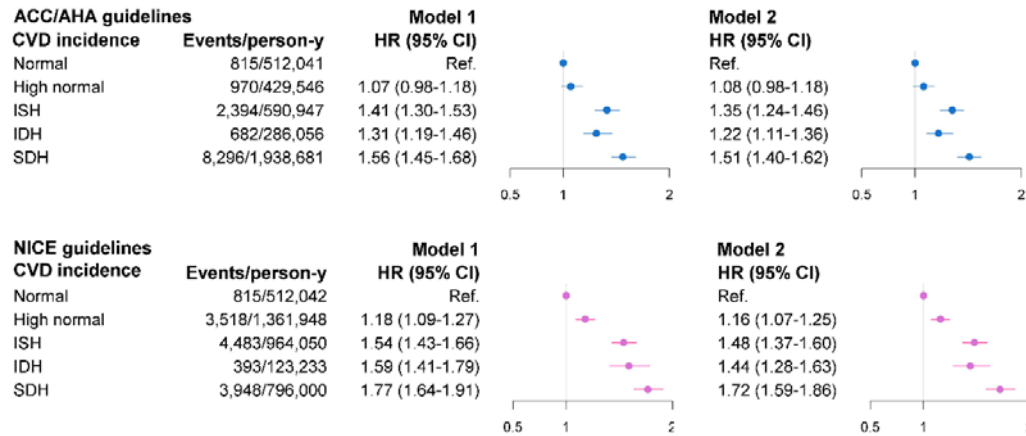 ACC/AHA guidelines Model 1 Model 2
CVD incidence Events/person-y HR (95% CI) HR (95% CI)
Normal 815/512,041 Ref. Ref.
High normal 970/429,546 1.07 (0.98-1.18) 1.08 (0.98-1.18)
ISH 2,394/590,947 1.41 (1.30-1.53) 1.35 (1.24-1.46)
IDH 682/286,056 1.31 (1.19-1.46) 1.22 (1.11-1.36)
SDH 8,296/1,938,681 1.56 (1.45-1.68) 1.51 (1.40-1.62)
0.5 1 2 0.5 1 2
NICE guidelines Model 1 Model 2
CVD incidence Events/person-y HR (95% CI) HR (95% CI)
Normal 815/512,042 Ref. Ref.
High normal 3,518/1,361,948 1.18 (1.09-1.27) 1.16 (1.07-1.25)
ISH 4,483/964,050 1.54 (1.43-1.66) 1.48 (1.37-1.60)
IDH 393/123,233 1.59 (1.41-1.79) 1.44 (1.28-1.63)
SDH 3,948/796,000 1.77 (1.64-1.91) 1.72 (1.59-1.86)
0.5 1 2 0.5 1